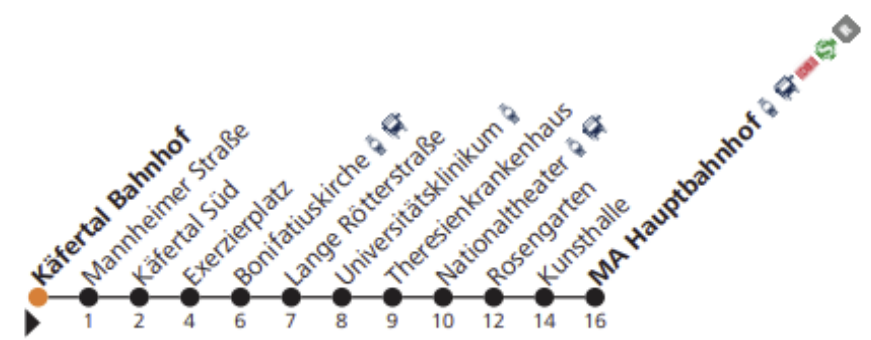 Käfertal Bahnhof
Mannheimer Straße
Käfertal Süd
Exerzierplatz
Bonifatiuskirche
Lange Rötterstraße
Universitätsklinikum
Theresienkrankenhaus
Nationaltheater
Rosengarten
Kunsthalle
MA Hauptbahnhof
1 2 4 6 7 8 9 10 12 14 16